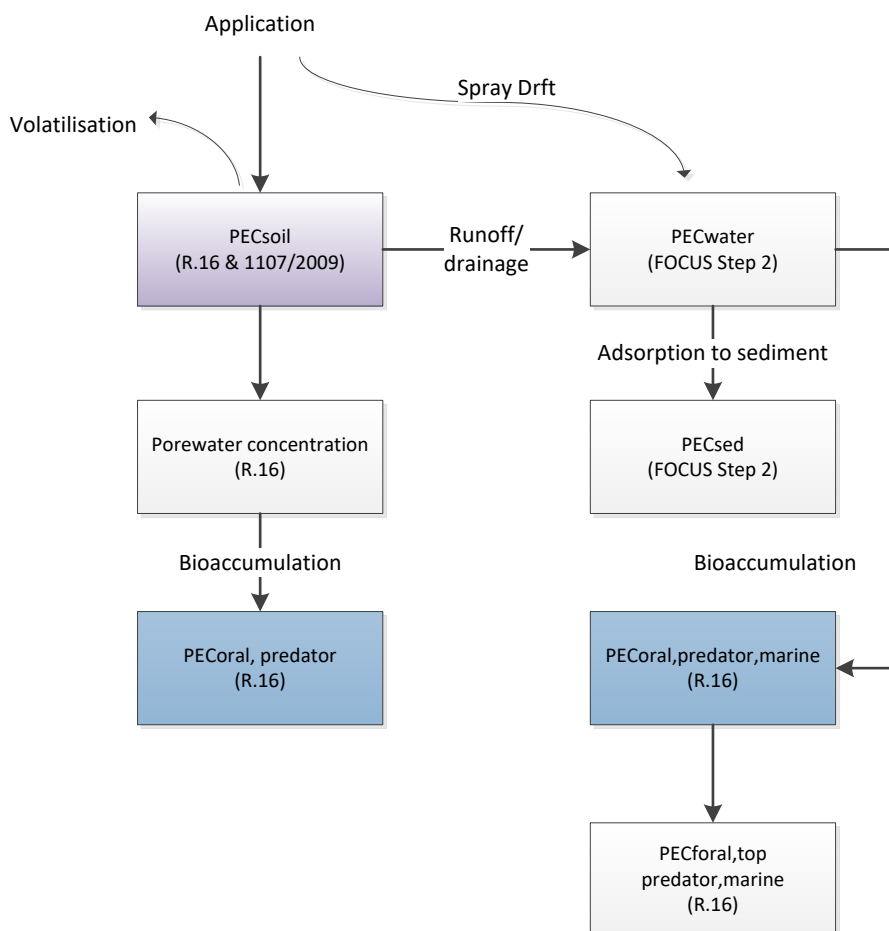 Application
Spray Drft
Volatilisation
PECsoil
(R.16 & 1107/2009)
Runoff/
drainage
PECwater
(FOCUS Step 2)
Adsorption to sediment
Porewater concentration
(R.16)
PECsed
(FOCUS Step 2)
Bioaccumulation
Bioaccumulation
PECoral, predator
(R.16)
PECoral,predator,marine
(R.16)
PECforal,top
predator,marine
(R.16)